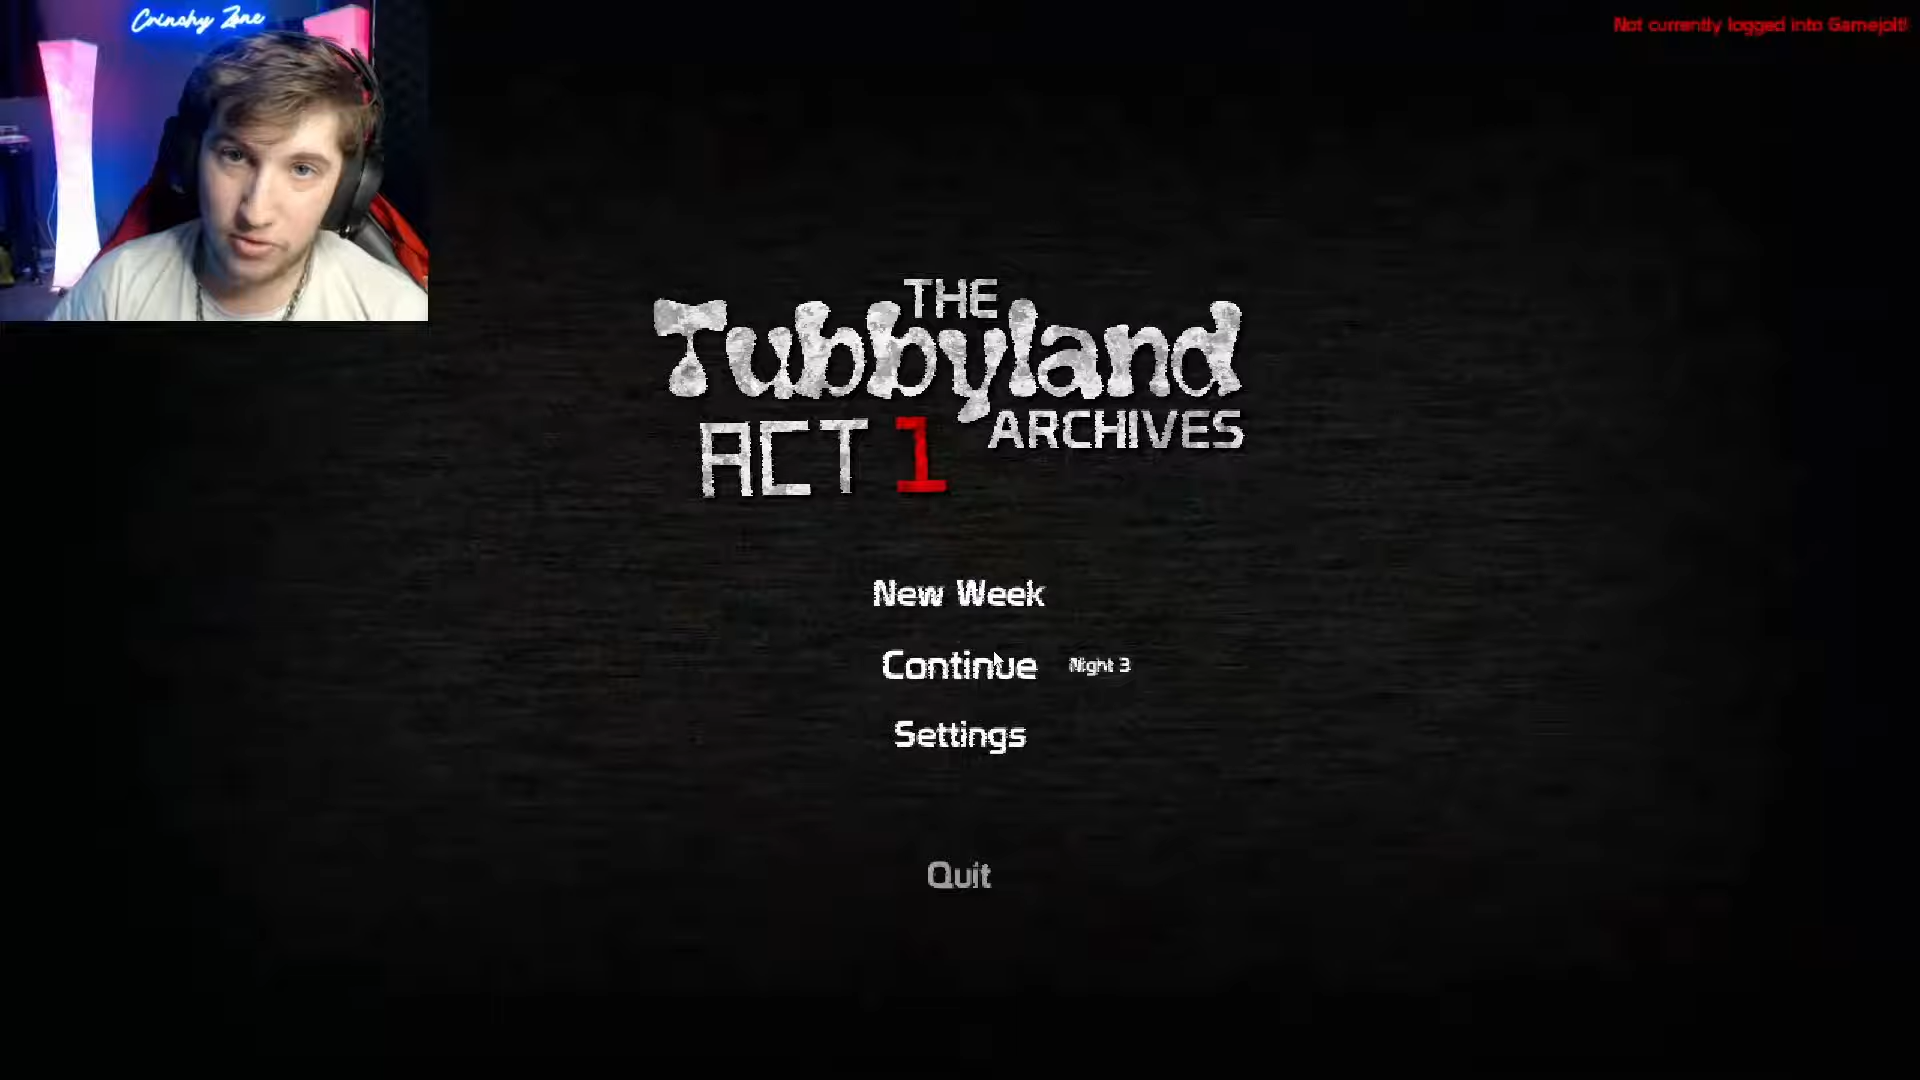 Crinchy Zone
Not currently logged into Gamejolt!
THE
Tubbyland
ARCHIVES
ACT 1
New Week
Continue Night 3
Settings
Quit